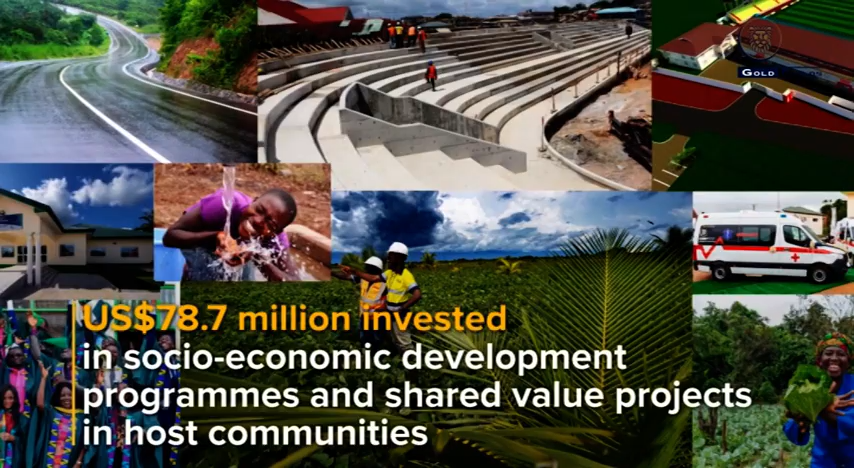 GOLD
US$78.7 million invested
in socio-economic development
programmes and shared value projects
in host communities